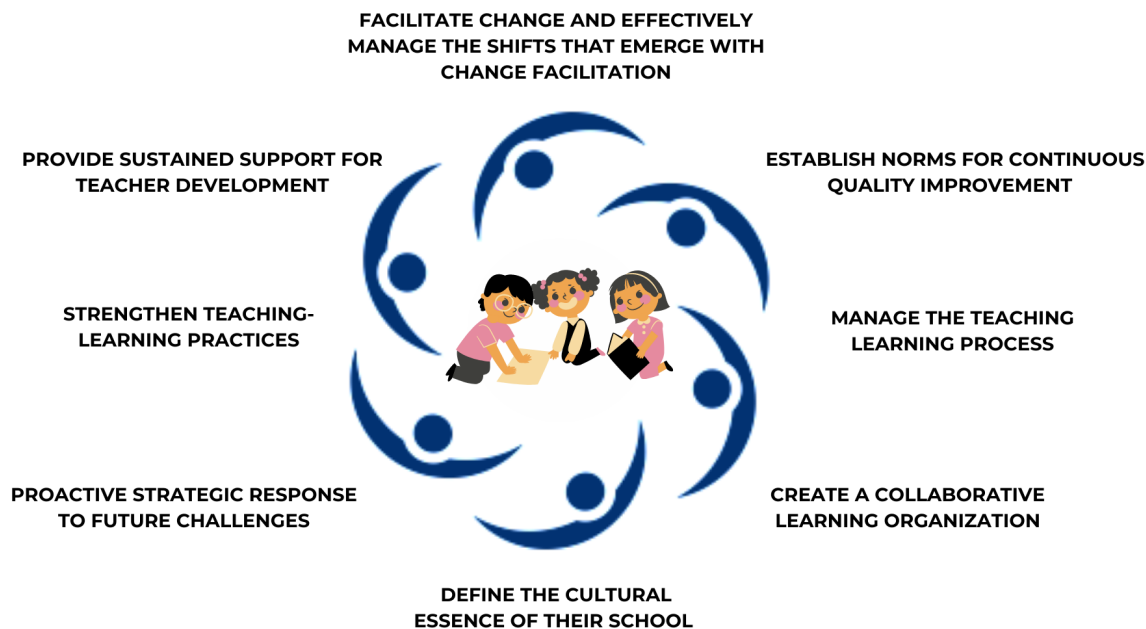 FACILITATE CHANGE AND EFFECTIVELY
MANAGE THE SHIFTS THAT EMERGE WITH
CHANGE FACILITATION
PROVIDE SUSTAINED SUPPORT FOR
TEACHER DEVELOPMENT
ESTABLISH NORMS FOR CONTINUOUS
QUALITY IMPROVEMENT
STRENGTHEN TEACHING-
LEARNING PRACTICES
MANAGE THE TEACHING
LEARNING PROCESS
PROACTIVE STRATEGIC RESPONSE
TO FUTURE CHALLENGES
CREATE A COLLABORATIVE
LEARNING ORGANIZATION
DEFINE THE CULTURAL
ESSENCE OF THEIR SCHOOL